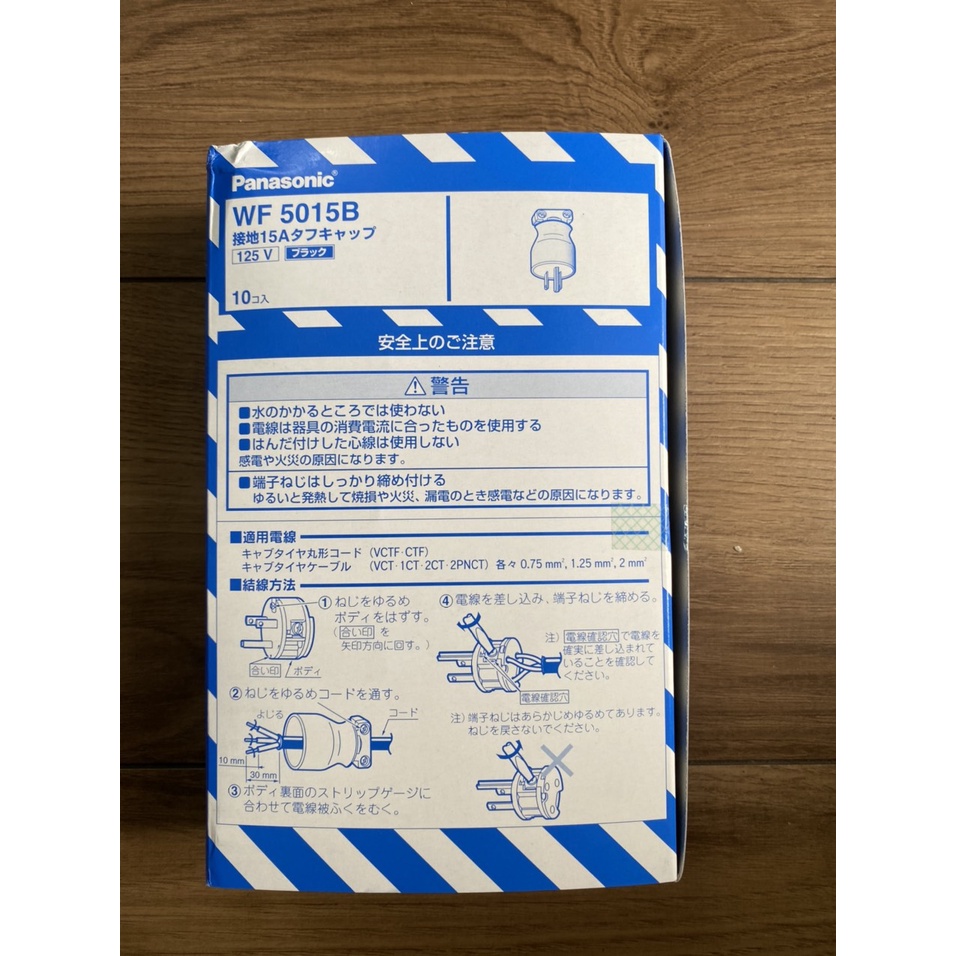 Panasonic®
WF 5015B
接地15Aタフキャップ
125 V ブラック
10コ入
安全上のご注意
⚠警告
■水のかかるところでは使わない
■電線は器具の消費電流に合ったものを使用する
■はんだ付けした心線は使用しない
感電や火災の原因になります。
■端子ねじはしっかり締め付ける
ゆるいと発熱して焼損や火災、漏電のとき感電などの原因になります。
■適用電線
キャブタイヤ丸形コード (VCTF·CTF)
キャブタイヤケーブル (VCT·1CT·2CT·2PNCT) 各々 0.75 mm², 1.25 mm², 2 mm²
■結線方法
①ねじをゆるめ
ボディをはずす。
(合い印 を
矢印方向に回す。)
合い印 ボディ
②ねじをゆるめコードを通す。
よじる
コード
10 mm
30 mm
③ボディ裏面のストリップゲージに
合わせて電線被ふくをむく。
④電線を差し込み、端子ねじを締める。
注) 電線確認穴で電線を
確実に差し込まれて
いることを確認して
ください。
電線確認穴
注) 端子ねじはあらかじめゆるめてあります。
ねじを戻さないでください。